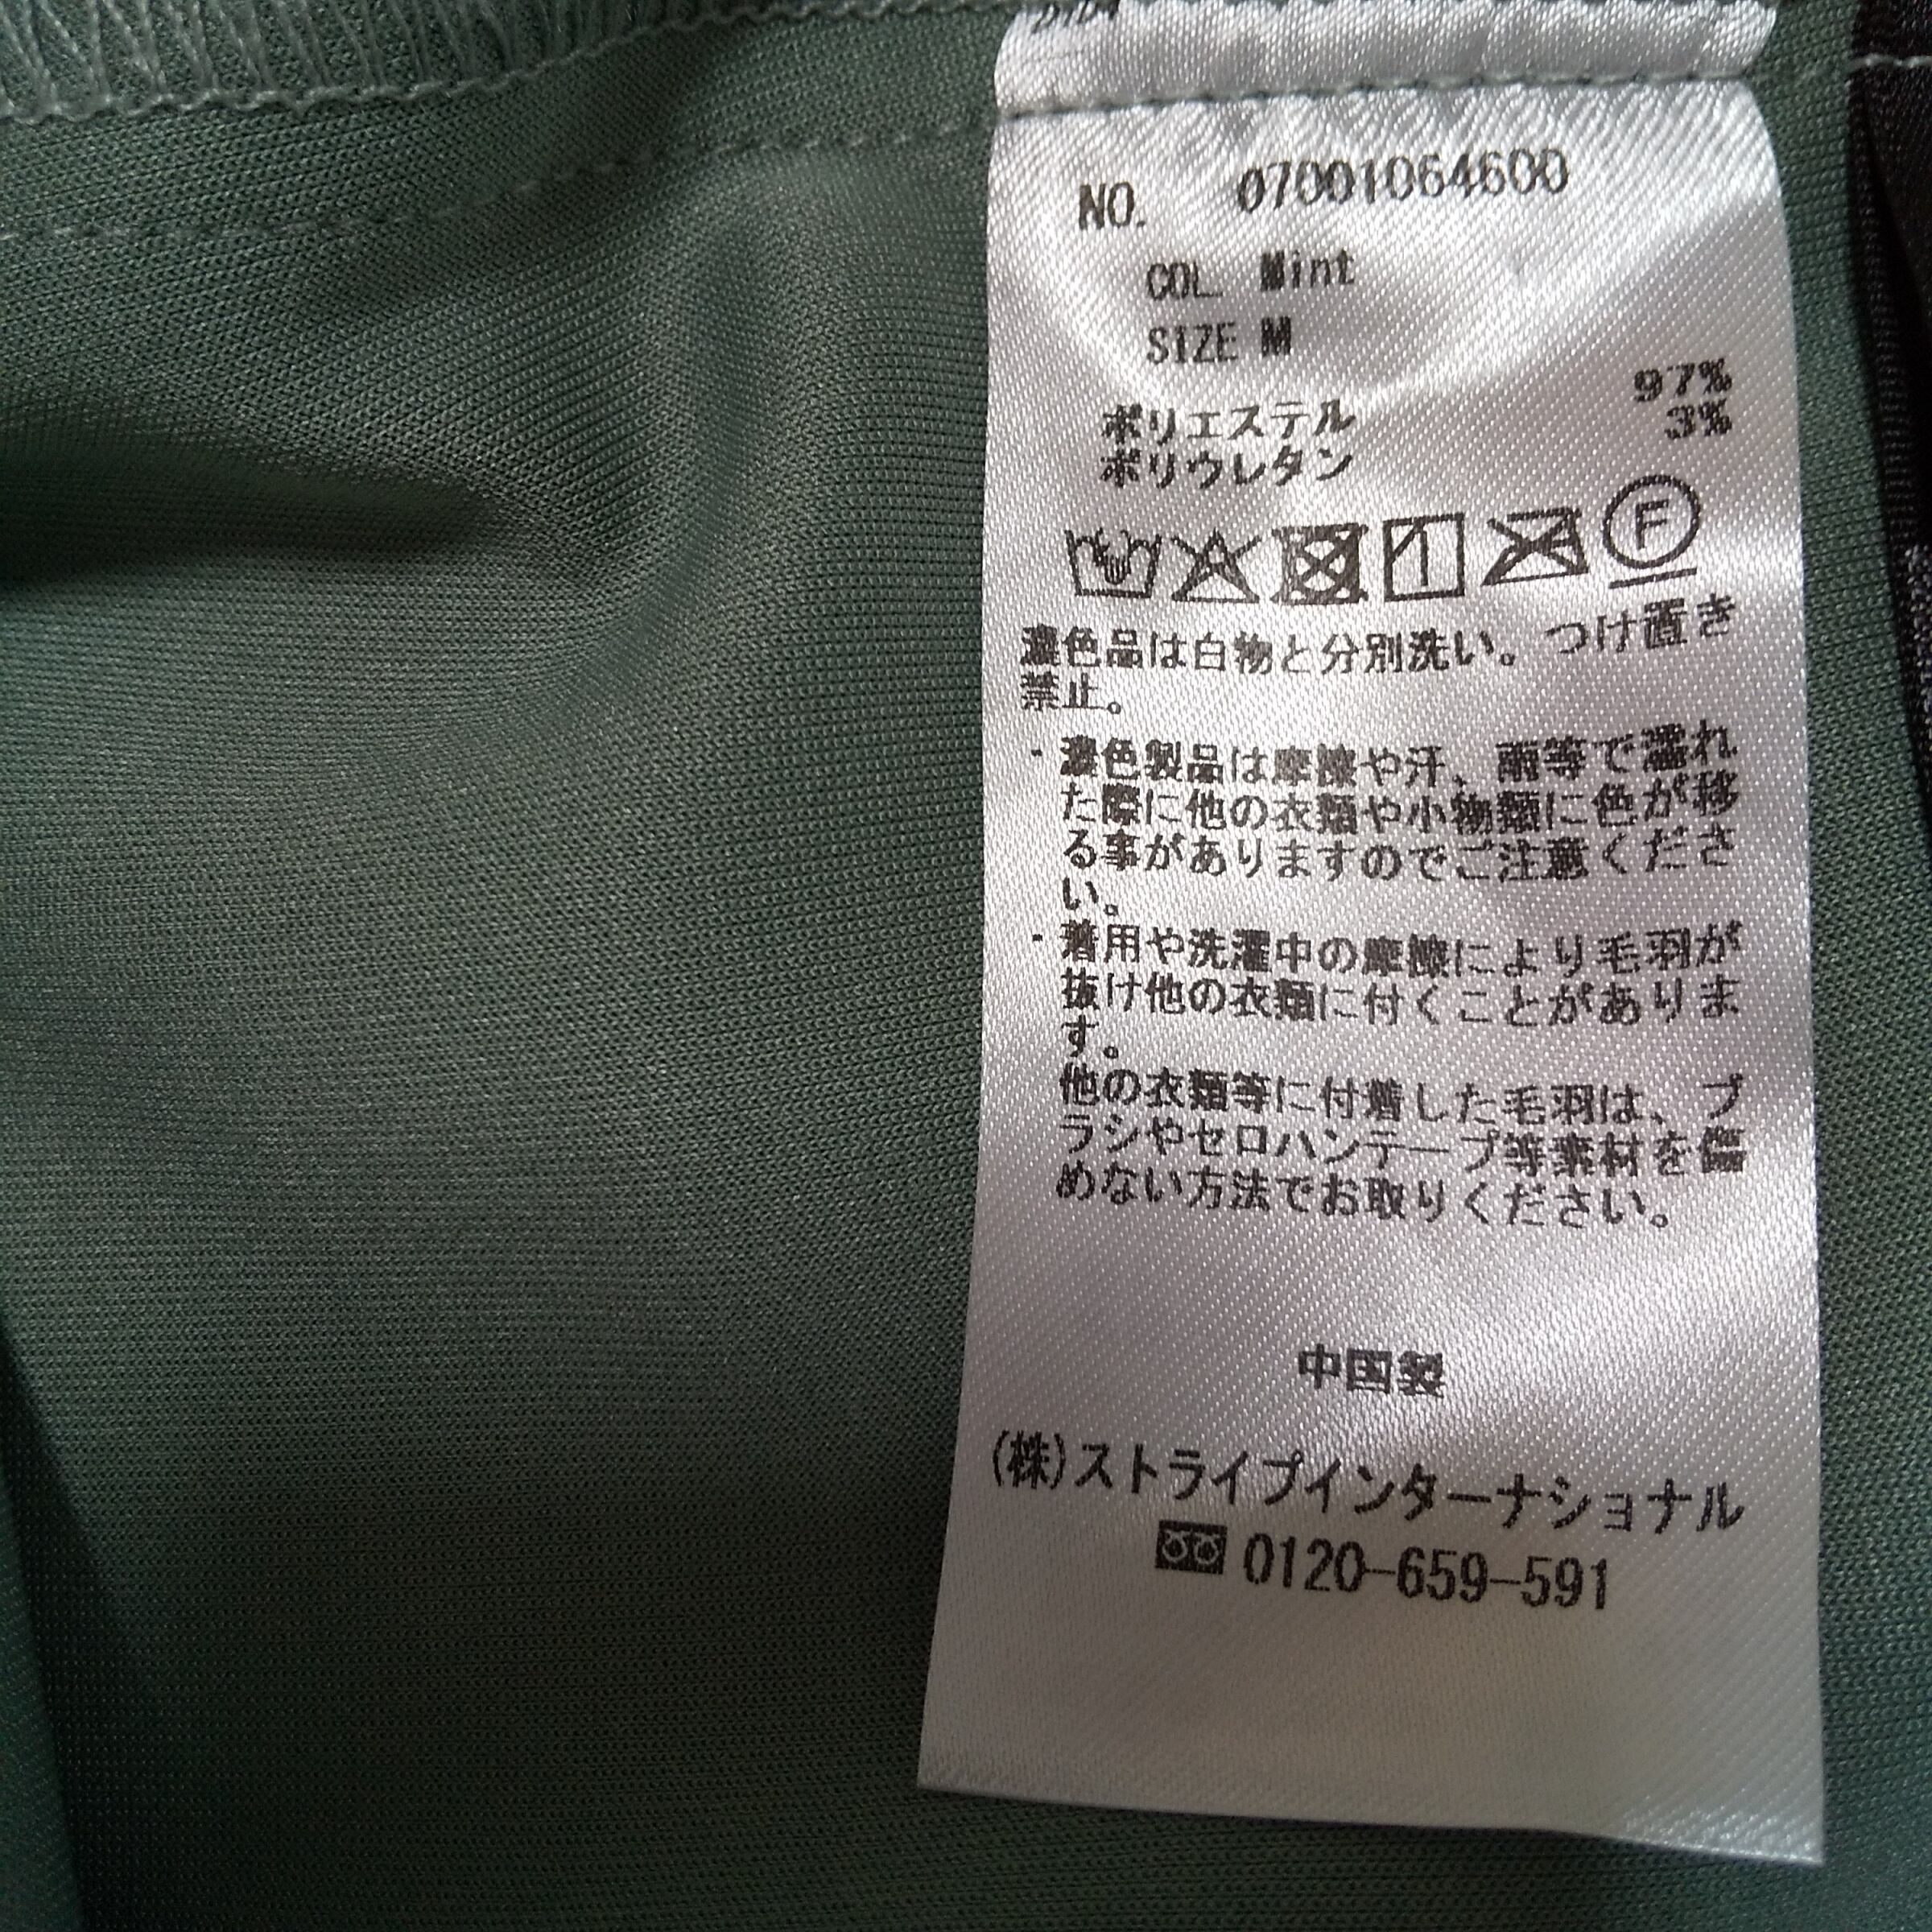 NO. 07001064600
COL Mint
SIZE M
ポリエステル 97%
ポリウレタン 3%
F
濃色品は白物と分別洗い。つけ置き
禁止。
・濃色製品は摩擦や汗、雨等で濡れ
た際に他の衣類や小物類に色が移
る事がありますのでご注意くださ
い。
・着用や洗濯中の摩擦により毛羽が
抜け他の衣類に付くことがありま
す。
他の衣類等に付着した毛羽は、ブ
ラシやセロハンテープ等素材を傷
めない方法でお取りください。
中国製
(株)ストライプインターナショナル
0120-659-591